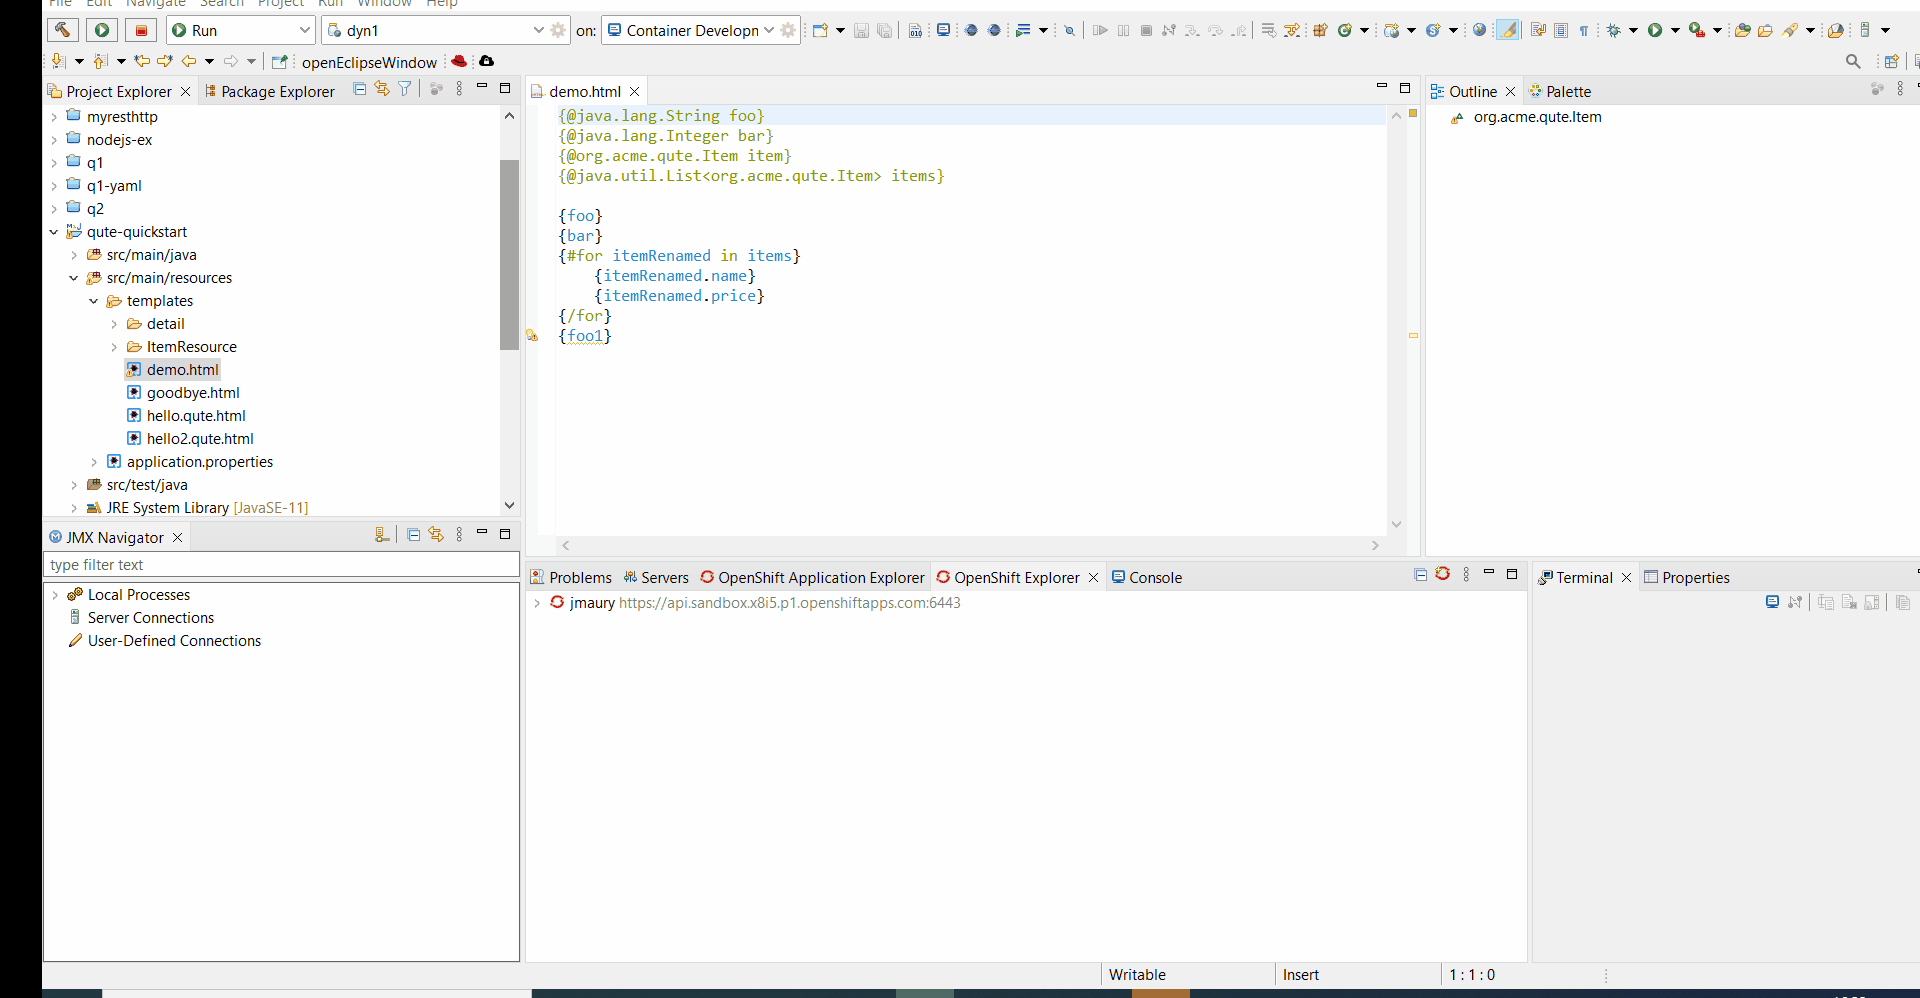 File Edit Navigate Search Project Run Window Help
Run dyn1 on: Container Developn
openEclipseWindow
Project Explorer Package Explorer
myresthttp
nodejs-ex
q1
q1-yaml
q2
qute-quickstart
src/main/java
src/main/resources
templates
detail
ItemResource
demo.html
goodbye.html
hello.qute.html
hello2.qute.html
application.properties
src/test/java
JRE System Library [JavaSE-11]
JMX Navigator
type filter text
Local Processes
Server Connections
User-Defined Connections
demo.html
{@java.lang.String foo}
{@java.lang.Integer bar}
{@org.acme.qute.Item item}
{@java.util.List<org.acme.qute.Item> items}
{foo}
{bar}
{#for itemRenamed in items}
{itemRenamed.name}
{itemRenamed.price}
{/for}
{foo1}
Outline Palette
org.acme.qute.Item
Problems Servers OpenShift Application Explorer OpenShift Explorer Console
jmaury https://api.sandbox.x8i5.p1.openshiftapps.com:6443
Terminal Properties
Writable Insert 1 : 1 : 0